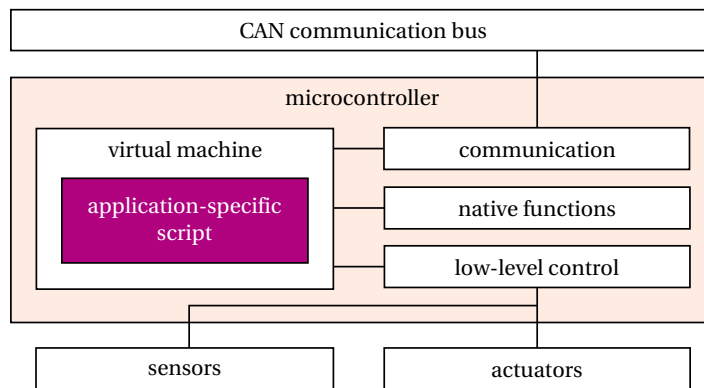 CAN communication bus
microcontroller
virtual machine
communication
application-specific
script
native functions
low-level control
sensors
actuators